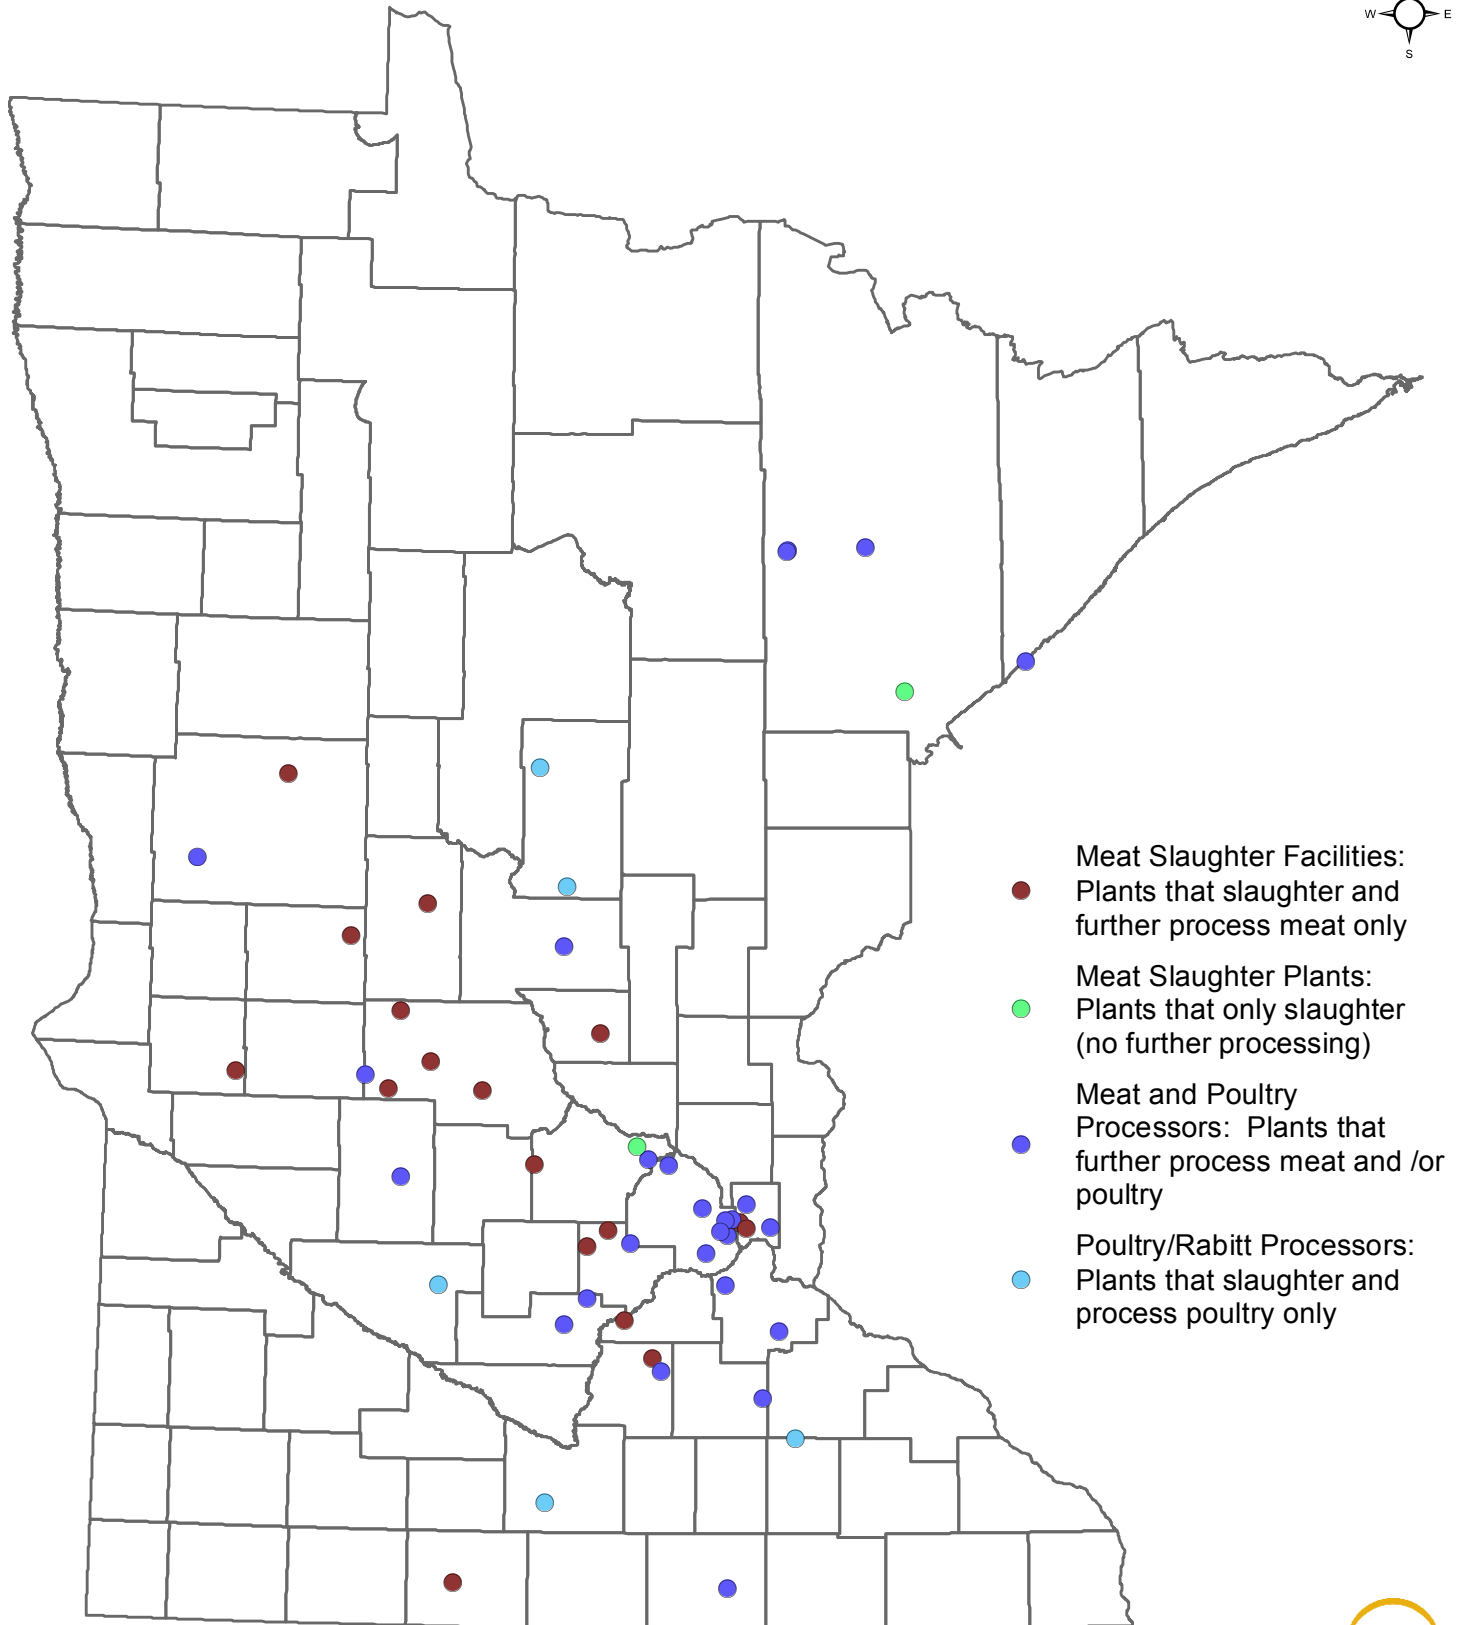 W E
S
Meat Slaughter Facilities:
Plants that slaughter and
further process meat only
Meat Slaughter Plants:
Plants that only slaughter
(no further processing)
Meat and Poultry
Processors: Plants that
further process meat and /or
poultry
Poultry/Rabitt Processors:
Plants that slaughter and
process poultry only